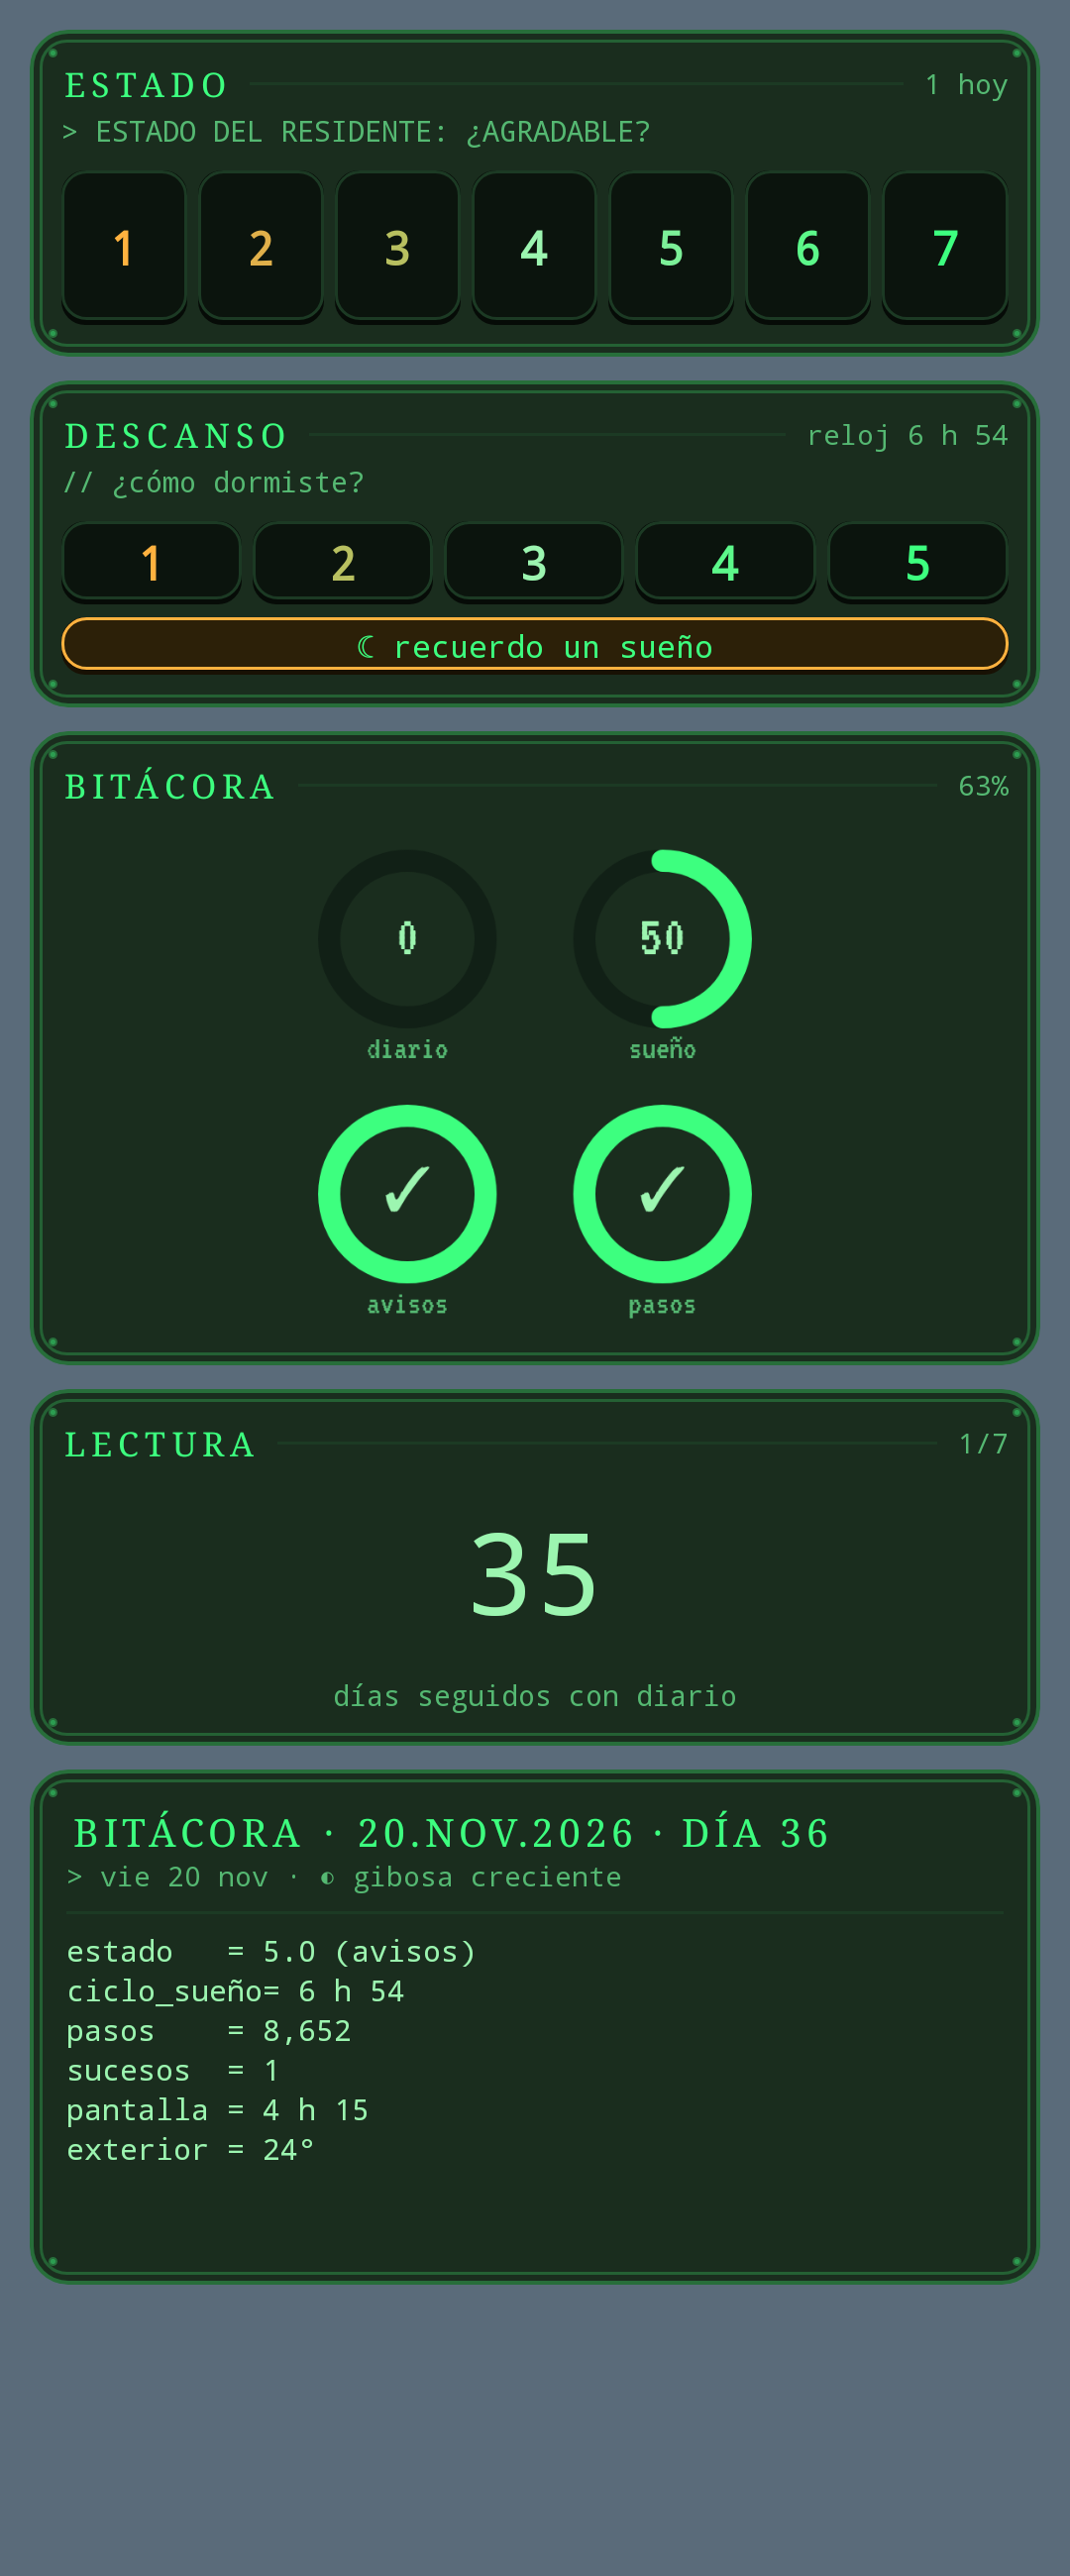 ESTADO 1 hoy
> ESTADO DEL RESIDENTE: ¿AGRADABLE?
1 2 3 4 5 6 7
DESCANSO reloj 6 h 54
// ¿cómo dormiste?
1 2 3 4 5
☾ recuerdo un sueño
BITÁCORA 63%
0 50
diario sueño
✓ ✓
avisos pasos
LECTURA 1/7
35
días seguidos con diario
BITÁCORA · 20.NOV.2026 · DÍA 36
> vie 20 nov · ◐ gibosa creciente
estado = 5.0 (avisos)
ciclo_sueño= 6 h 54
pasos = 8,652
sucesos = 1
pantalla = 4 h 15
exterior = 24°